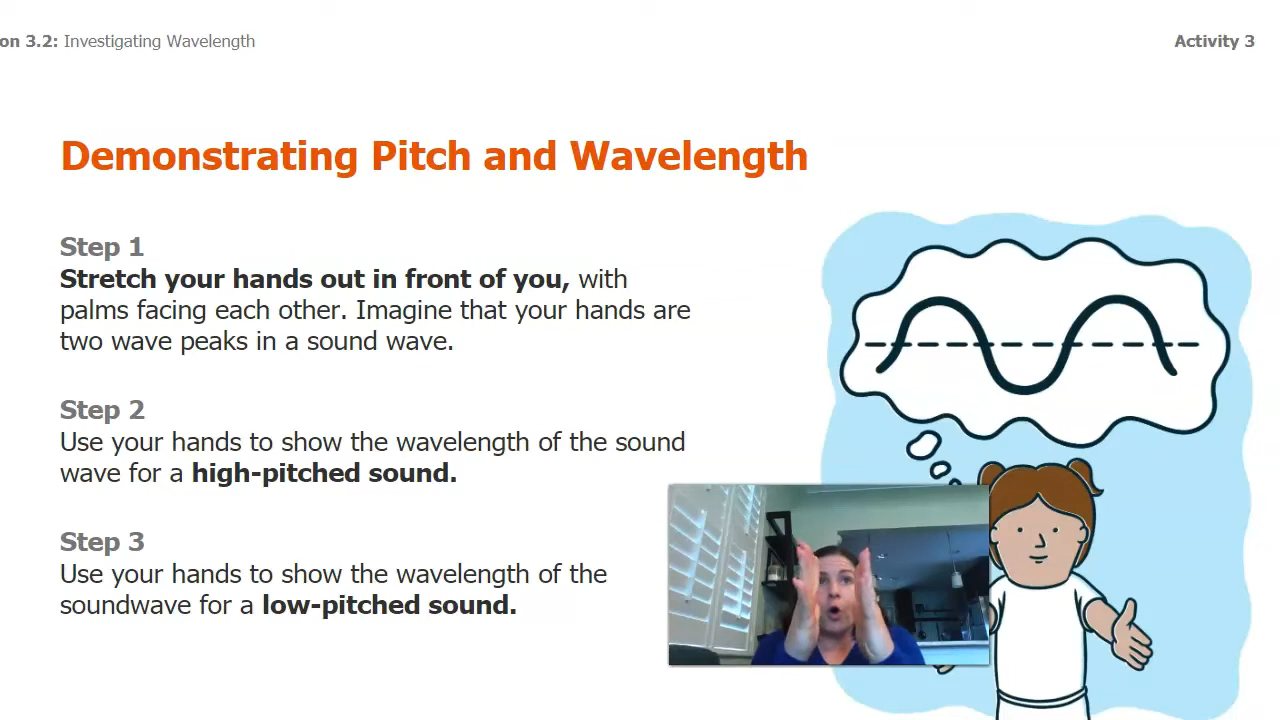 on 3.2: Investigating Wavelength
Activity 3
Demonstrating Pitch and Wavelength
Step 1
Stretch your hands out in front of you, with
palms facing each other. Imagine that your hands are
two wave peaks in a sound wave.
Step 2
Use your hands to show the wavelength of the sound
wave for a high-pitched sound.
Step 3
Use your hands to show the wavelength of the
soundwave for a low-pitched sound.